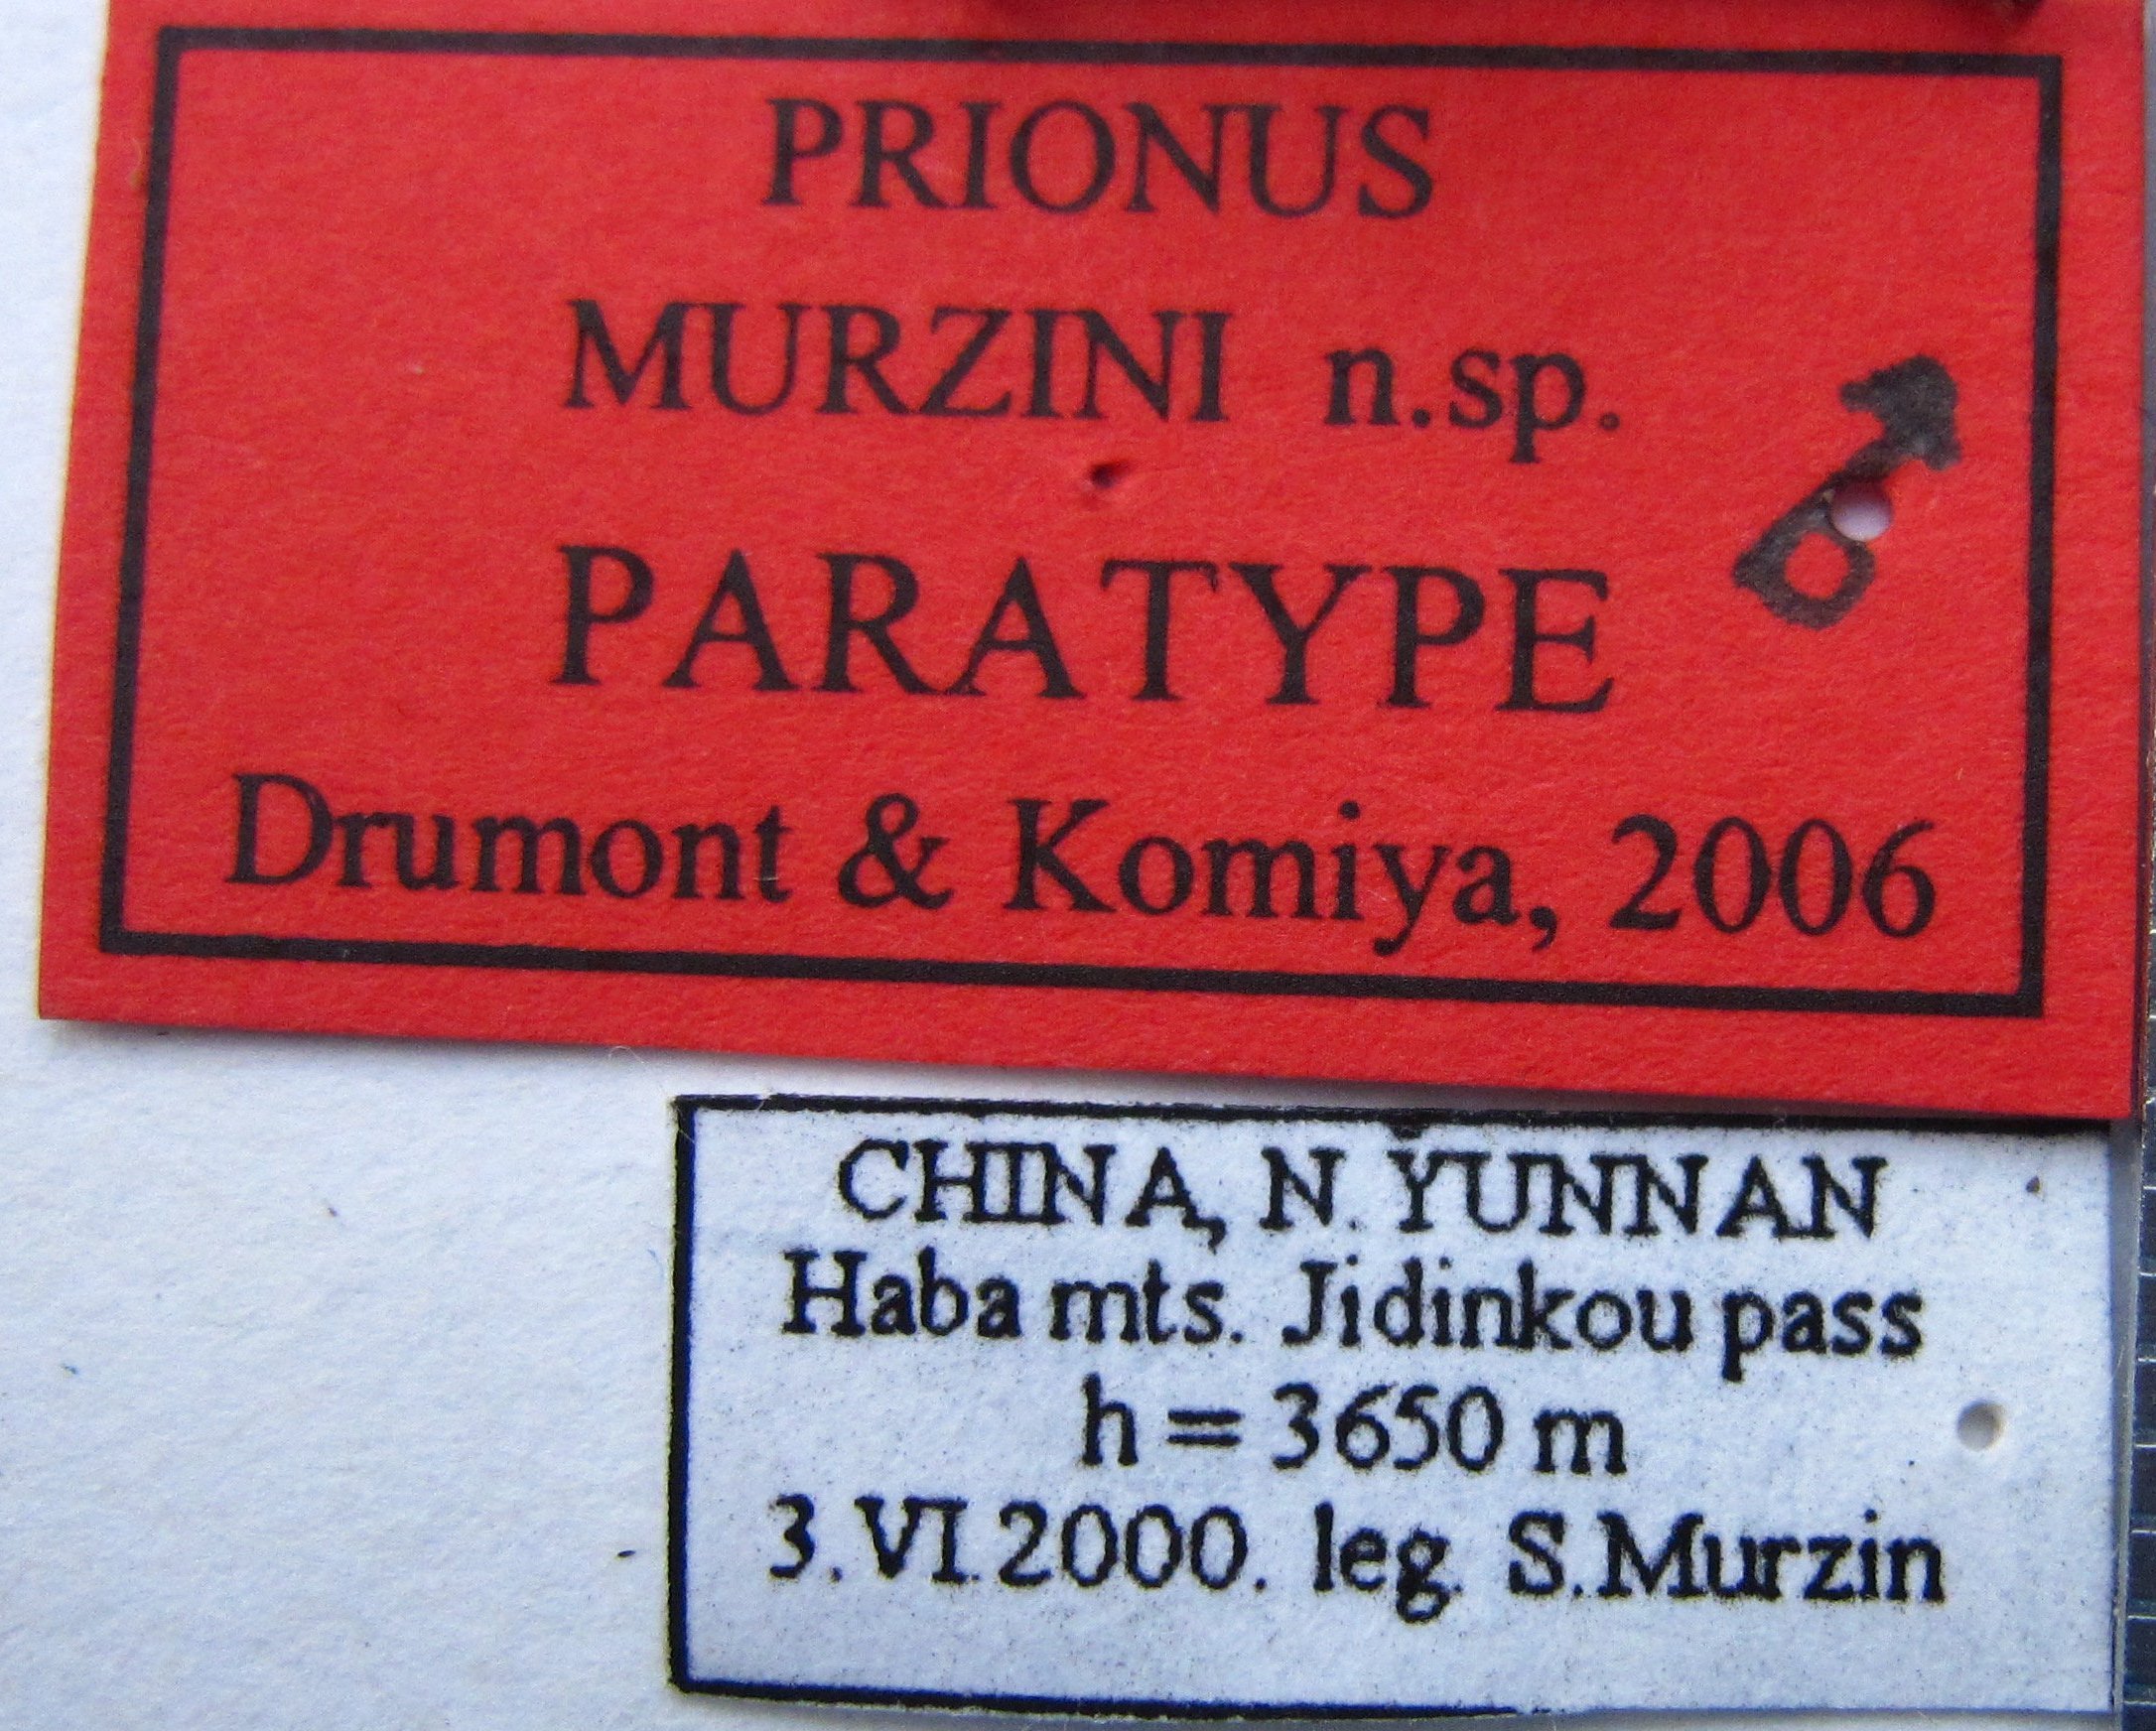 PRIONUS
MURZINI n.sp.
♂
PARATYPE
Drumont & Komiya, 2006
CHINA, N. YUNNAN
Haba mts. Jidinkou pass
h = 3650 m
3.VI.2000. leg. S.Murzin